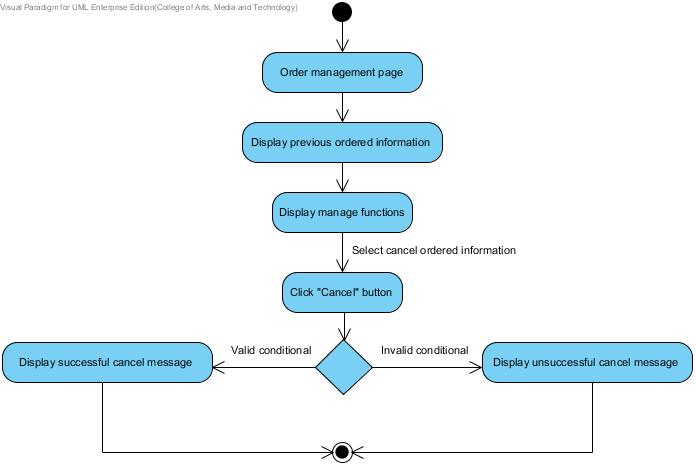 Visual Paradigm for UML Enterprise Edition(College of Arts, Media and Technology)
Order management page
Display previous ordered information
Display manage functions
Select cancel ordered information
Click "Cancel" button
Valid conditional
Invalid conditional
Display successful cancel message
Display unsuccessful cancel message